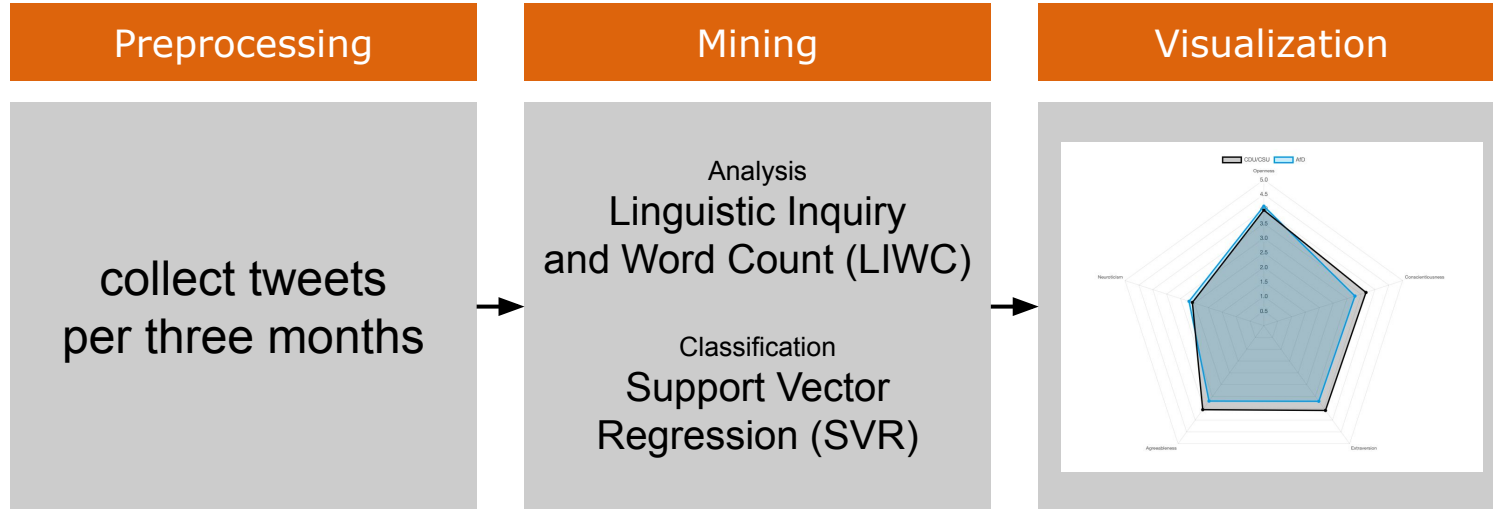 Preprocessing
Mining
Visualization
collect tweets
per three months
Analysis
Linguistic Inquiry
and Word Count (LIWC)
Classification
Support Vector
Regression (SVR)
CDU/CSU AfD
Openness
5.0
4.5
3.5
3.0
2.5
2.0
1.5
1.0
0.5
Neuroticism
Conscientiousness
Agreeableness
Extraversion